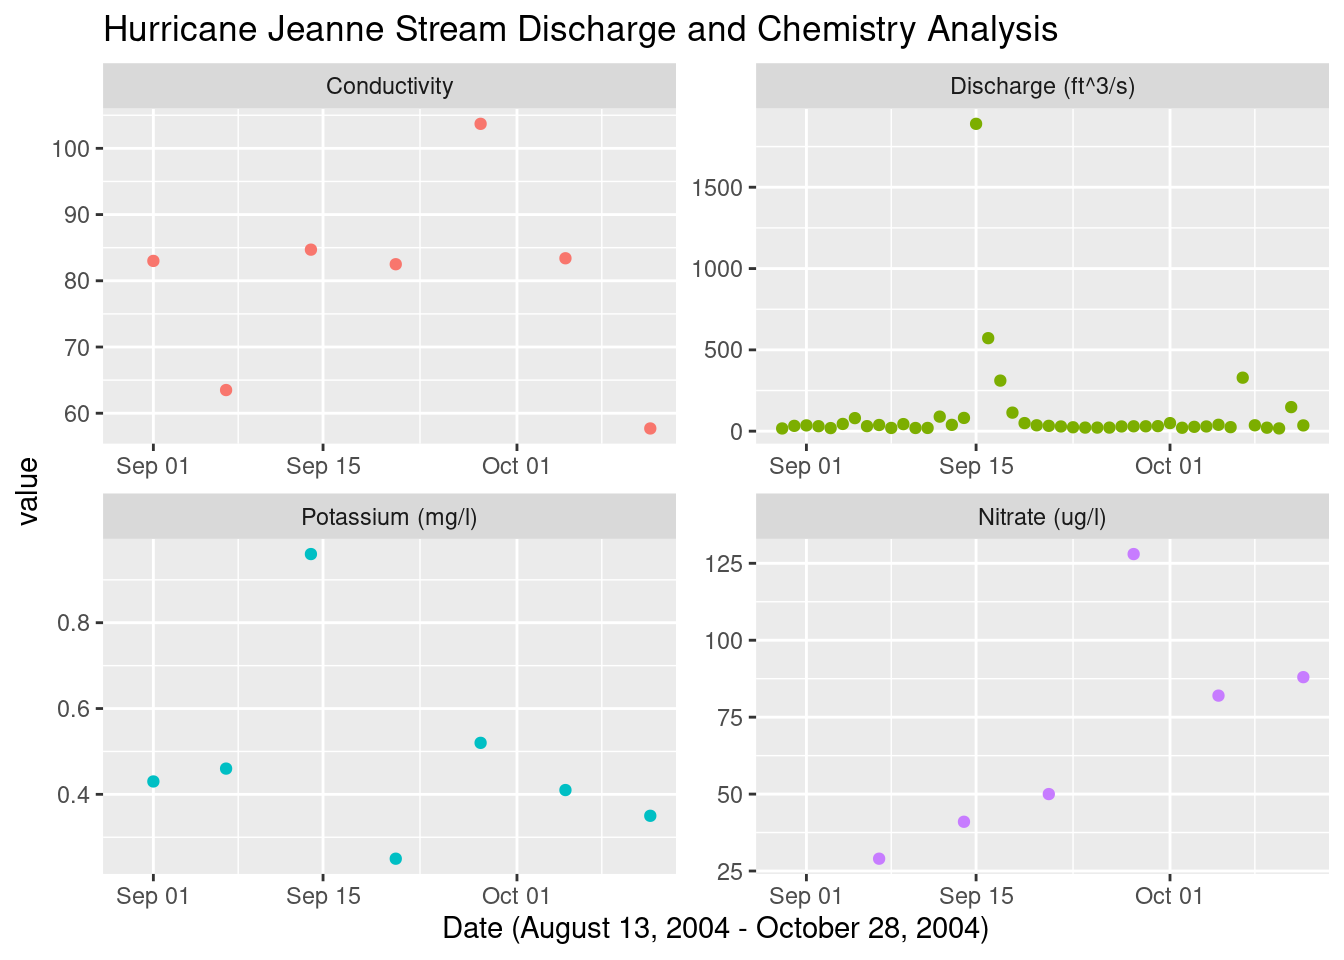 Hurricane Jeanne Stream Discharge and Chemistry Analysis
Conductivity
100
90
80
70
60
Sep 01 Sep 15 Oct 01
Discharge (ft^3/s)
1500
1000
500
0
Sep 01 Sep 15 Oct 01
value
Potassium (mg/l)
0.8
0.6
0.4
Sep 01 Sep 15 Oct 01
Nitrate (ug/l)
125
100
75
50
25
Sep 01 Sep 15 Oct 01
Date (August 13, 2004 - October 28, 2004)